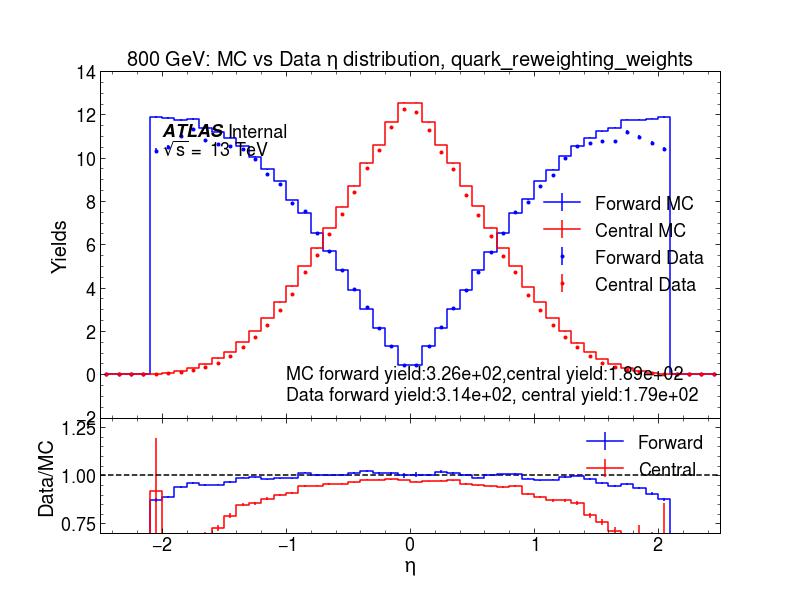 800 GeV: MC vs Data η distribution, quark_reweighting_weights
14
12
10
8
6
4
2
0
−2
Yields
ATLAS Internal
√s = 13 TeV
Forward MC
Central MC
Forward Data
Central Data
MC forward yield:3.26e+02,central yield:1.89e+02
Data forward yield:3.14e+02, central yield:1.79e+02
1.25
1.00
0.75
Data/MC
Forward
Central
−2 −1 0 1 2
η